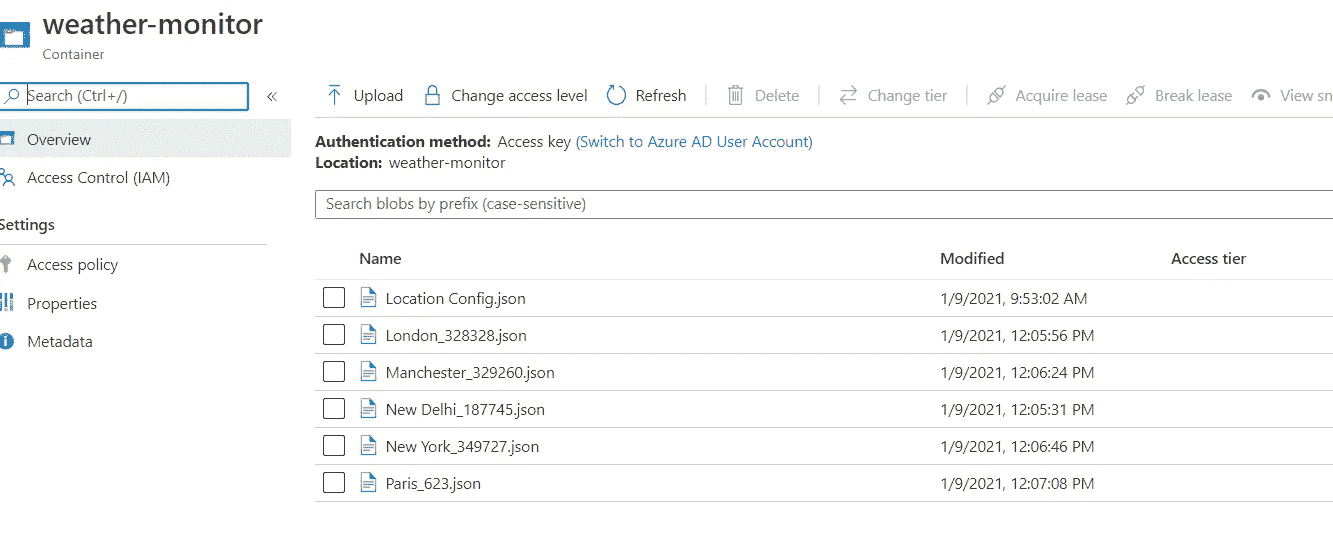 weather-monitor
Container
Search (Ctrl+/)
«
Overview
Access Control (IAM)
Settings
Access policy
Properties
Metadata
Upload Change access level Refresh Delete Change tier Acquire lease Break lease View sn
Authentication method: Access key (Switch to Azure AD User Account)
Location: weather-monitor
Search blobs by prefix (case-sensitive)
Name Modified Access tier
Location Config.json 1/9/2021, 9:53:02 AM
London_328328.json 1/9/2021, 12:05:56 PM
Manchester_329260.json 1/9/2021, 12:06:24 PM
New Delhi_187745.json 1/9/2021, 12:05:31 PM
New York_349727.json 1/9/2021, 12:06:46 PM
Paris_623.json 1/9/2021, 12:07:08 PM